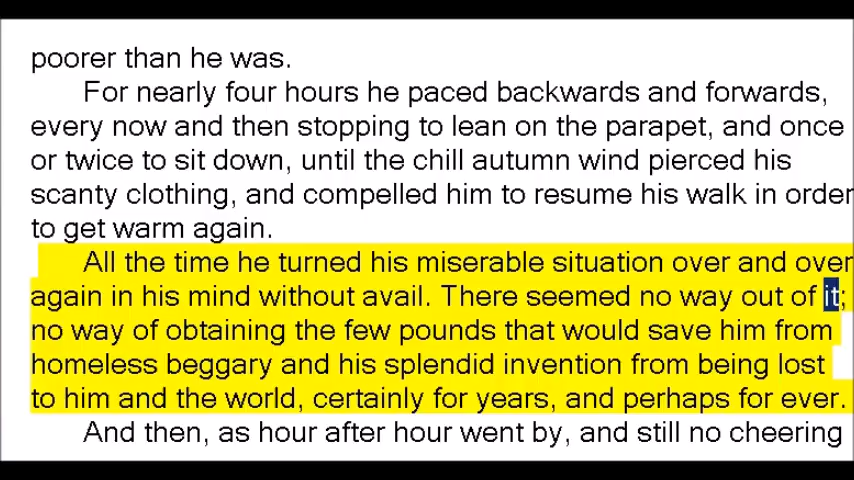 poorer than he was.
For nearly four hours he paced backwards and forwards,
every now and then stopping to lean on the parapet, and once
or twice to sit down, until the chill autumn wind pierced his
scanty clothing, and compelled him to resume his walk in order
to get warm again.
All the time he turned his miserable situation over and over
again in his mind without avail. There seemed no way out of it;
no way of obtaining the few pounds that would save him from
homeless beggary and his splendid invention from being lost
to him and the world, certainly for years, and perhaps for ever.
And then, as hour after hour went by, and still no cheering